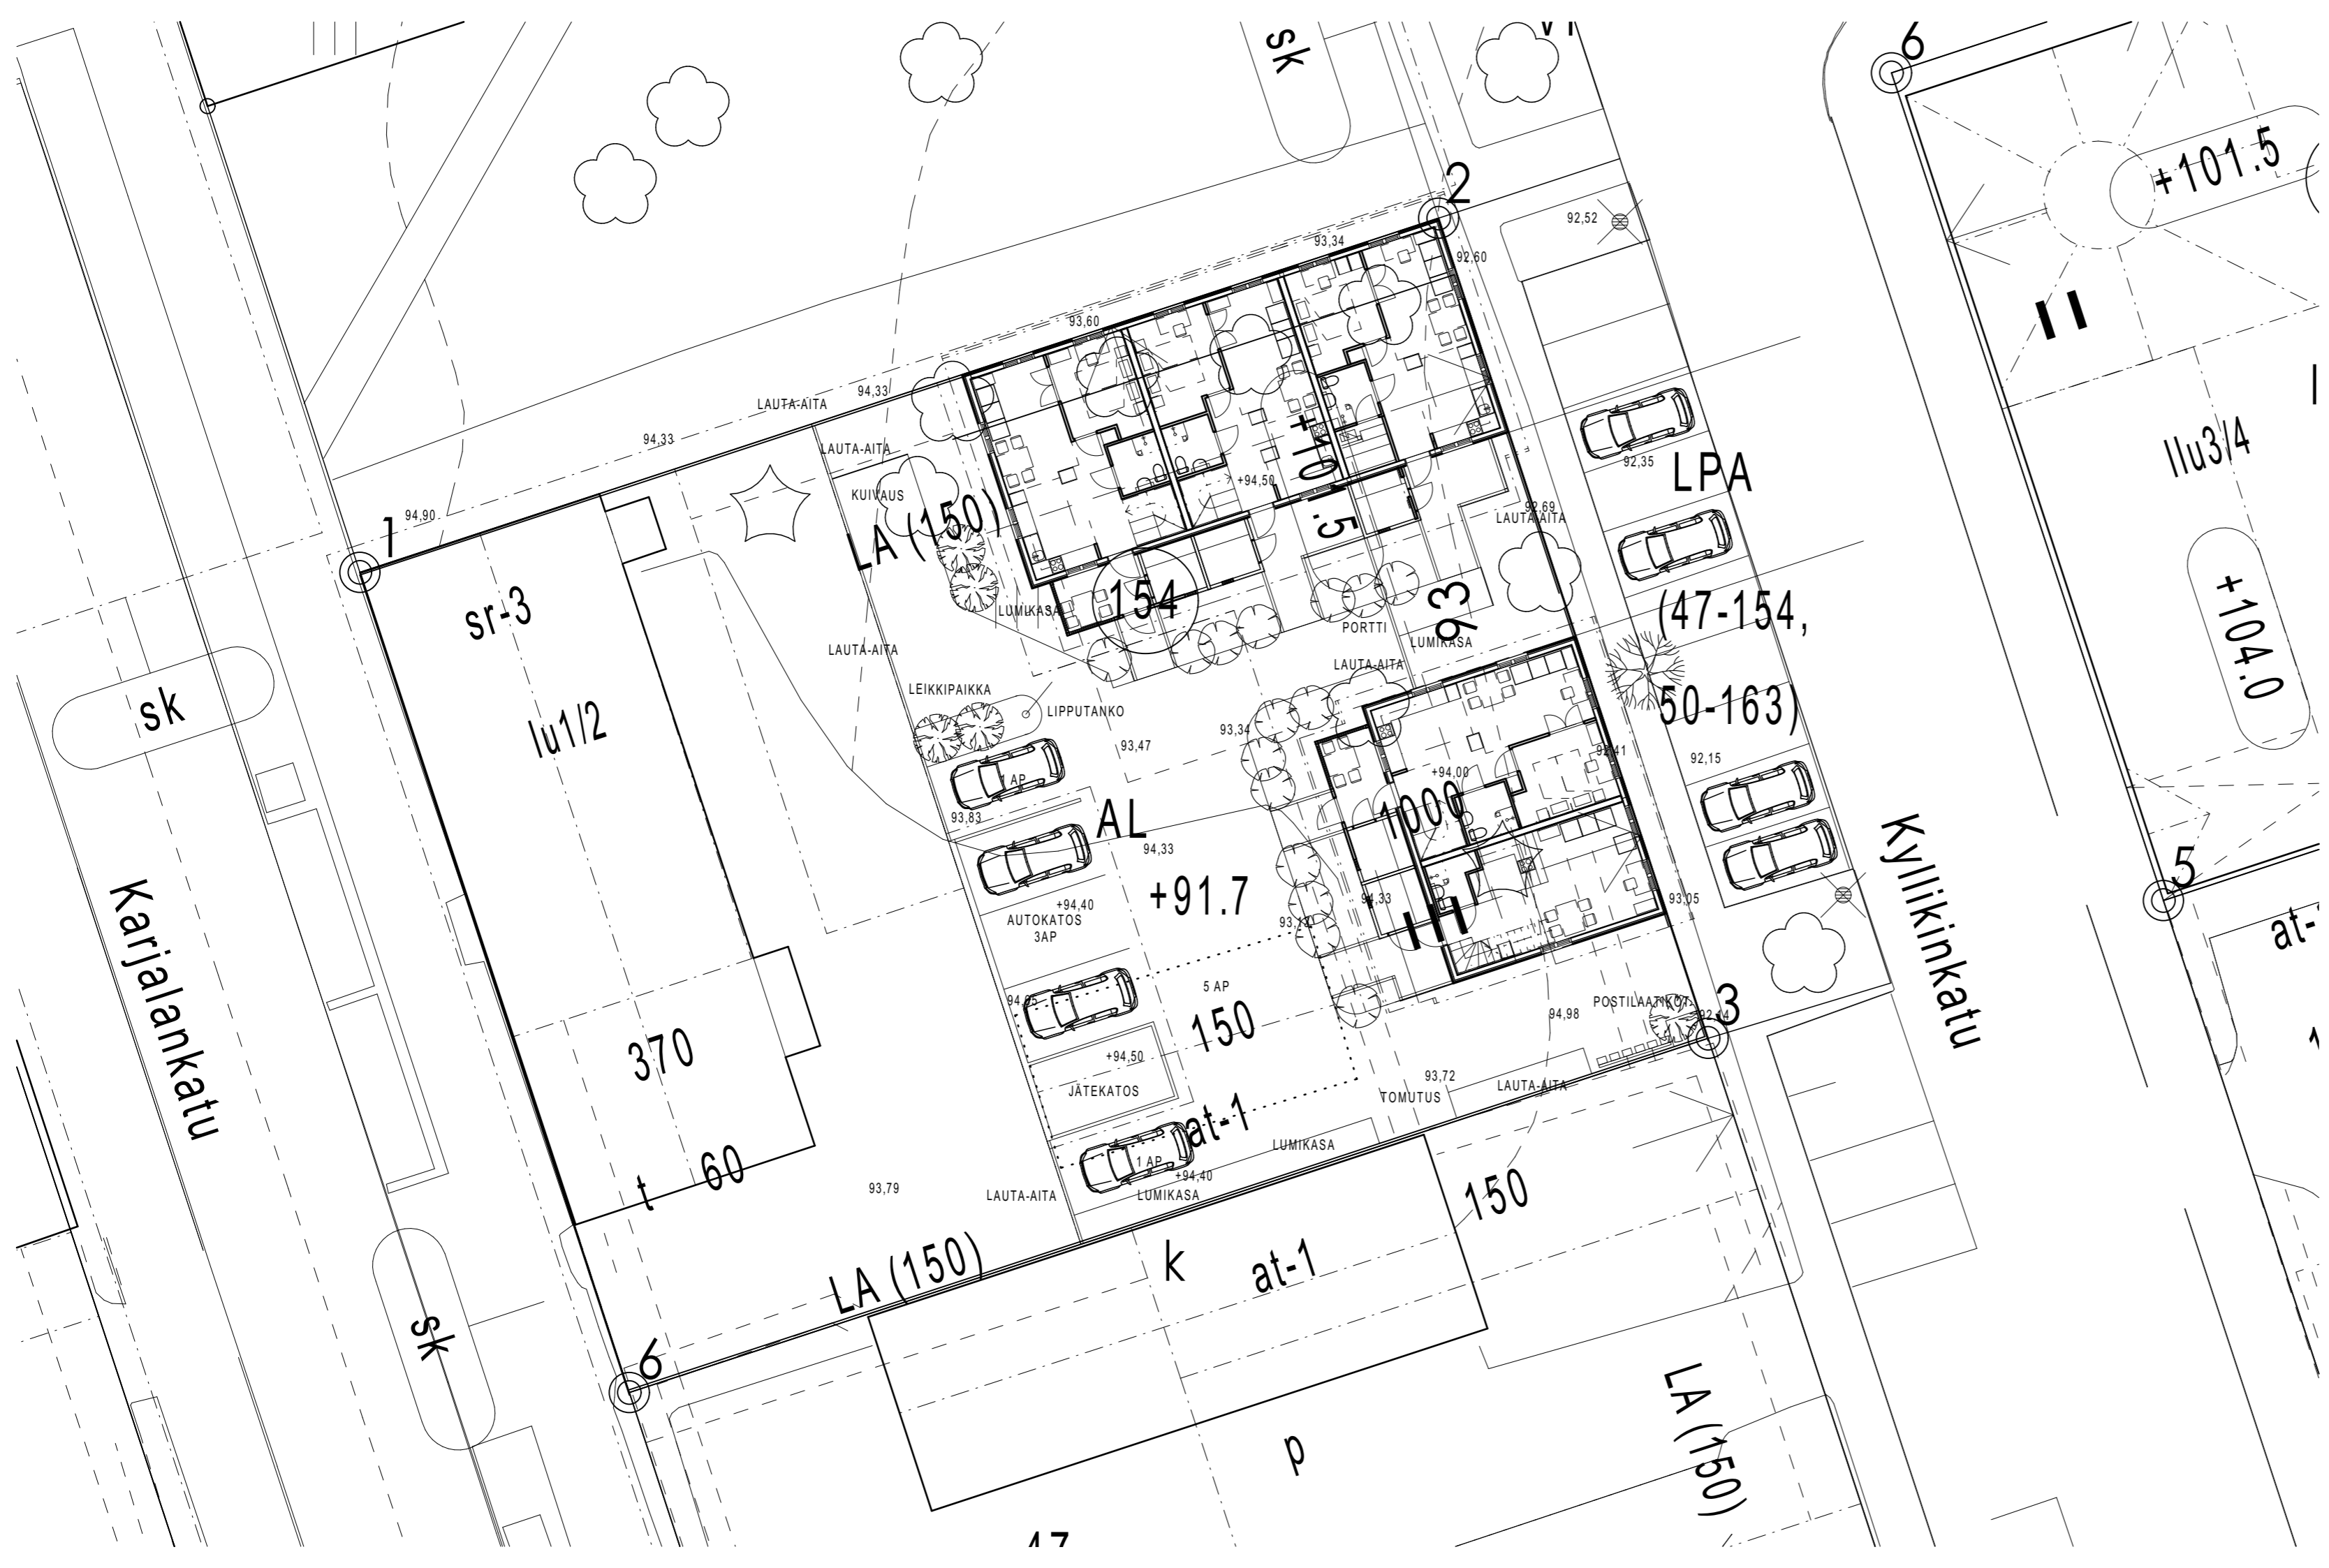 sk
6
+101.5
2
92,52
93,34
92,60
93,60
II
94,33
LAUTA-AITA
94,33
LAUTA-AITA
llu3/4
92,35
LPA
+94,50
KUIVAUS
94,90
1
LA (150)
92,69
LAUTA-AITA
sr-3
154
LUMIKASA
93
(47-154,
PORTTI
LUMIKASA
+104.0
LAUTA-AITA
LAUTA-AITA
LEIKKIPAIKKA
50-163)
sk
lu1/2
LIPPUTANKO
93,34
93,47
92,41
92,15
+94,00
1 AP
1000
93,83
AL
94,33
Kyllikinkatu
5
+91.7
+94,40
AUTOKATOS
3AP
94,33
93,05
III
at-
Karjalankatu
5 AP
POSTILAATIKOT
3
94,98
150
370
+94,50
93,72
JÄTEKATOS
TOMUTUS
LAUTA-AITA
at-1
LUMIKASA
t 60
1 AP
+94,40
93,79
LAUTA-AITA
LUMIKASA
150
k
at-1
LA (150)
sk
6
LA (150)
p
47